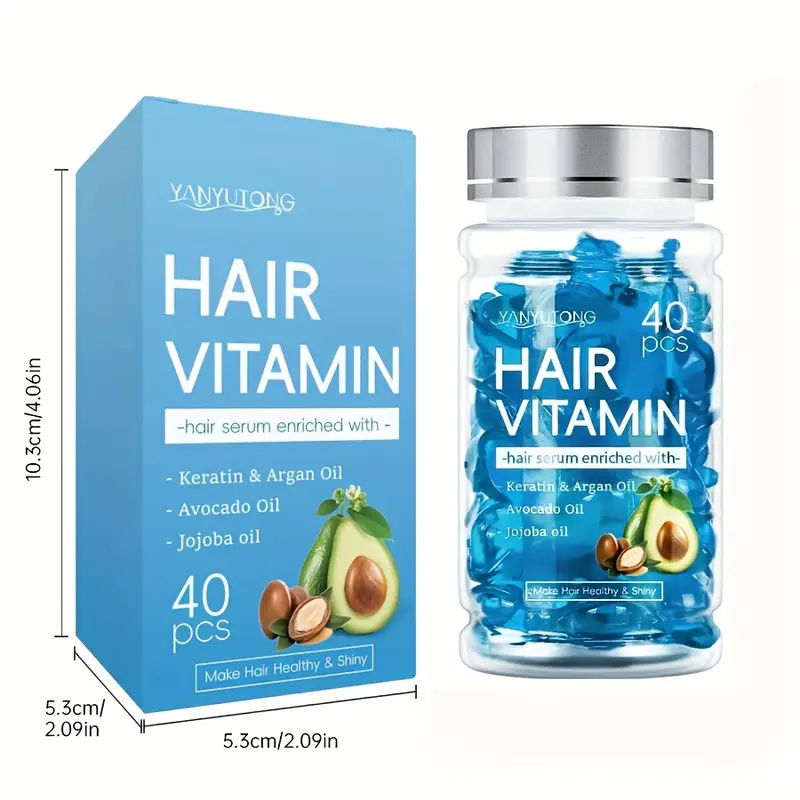 YANYUTONG
HAIR
VITAMIN
-hair serum enriched with -
- Keratin & Argan Oil
- Avocado Oil
- Jojoba oil
40
pcs
Make Hair Healthy & Shiny
10.3cm/4.06in
5.3cm/
2.09in
5.3cm/2.09in
YANYUTONG
40
pcs
HAIR
VITAMIN
-hair serum enriched with-
- Keratin & Argan Oil
- Avocado Oil
- Jojoba oil
Make Hair Healthy & Shiny